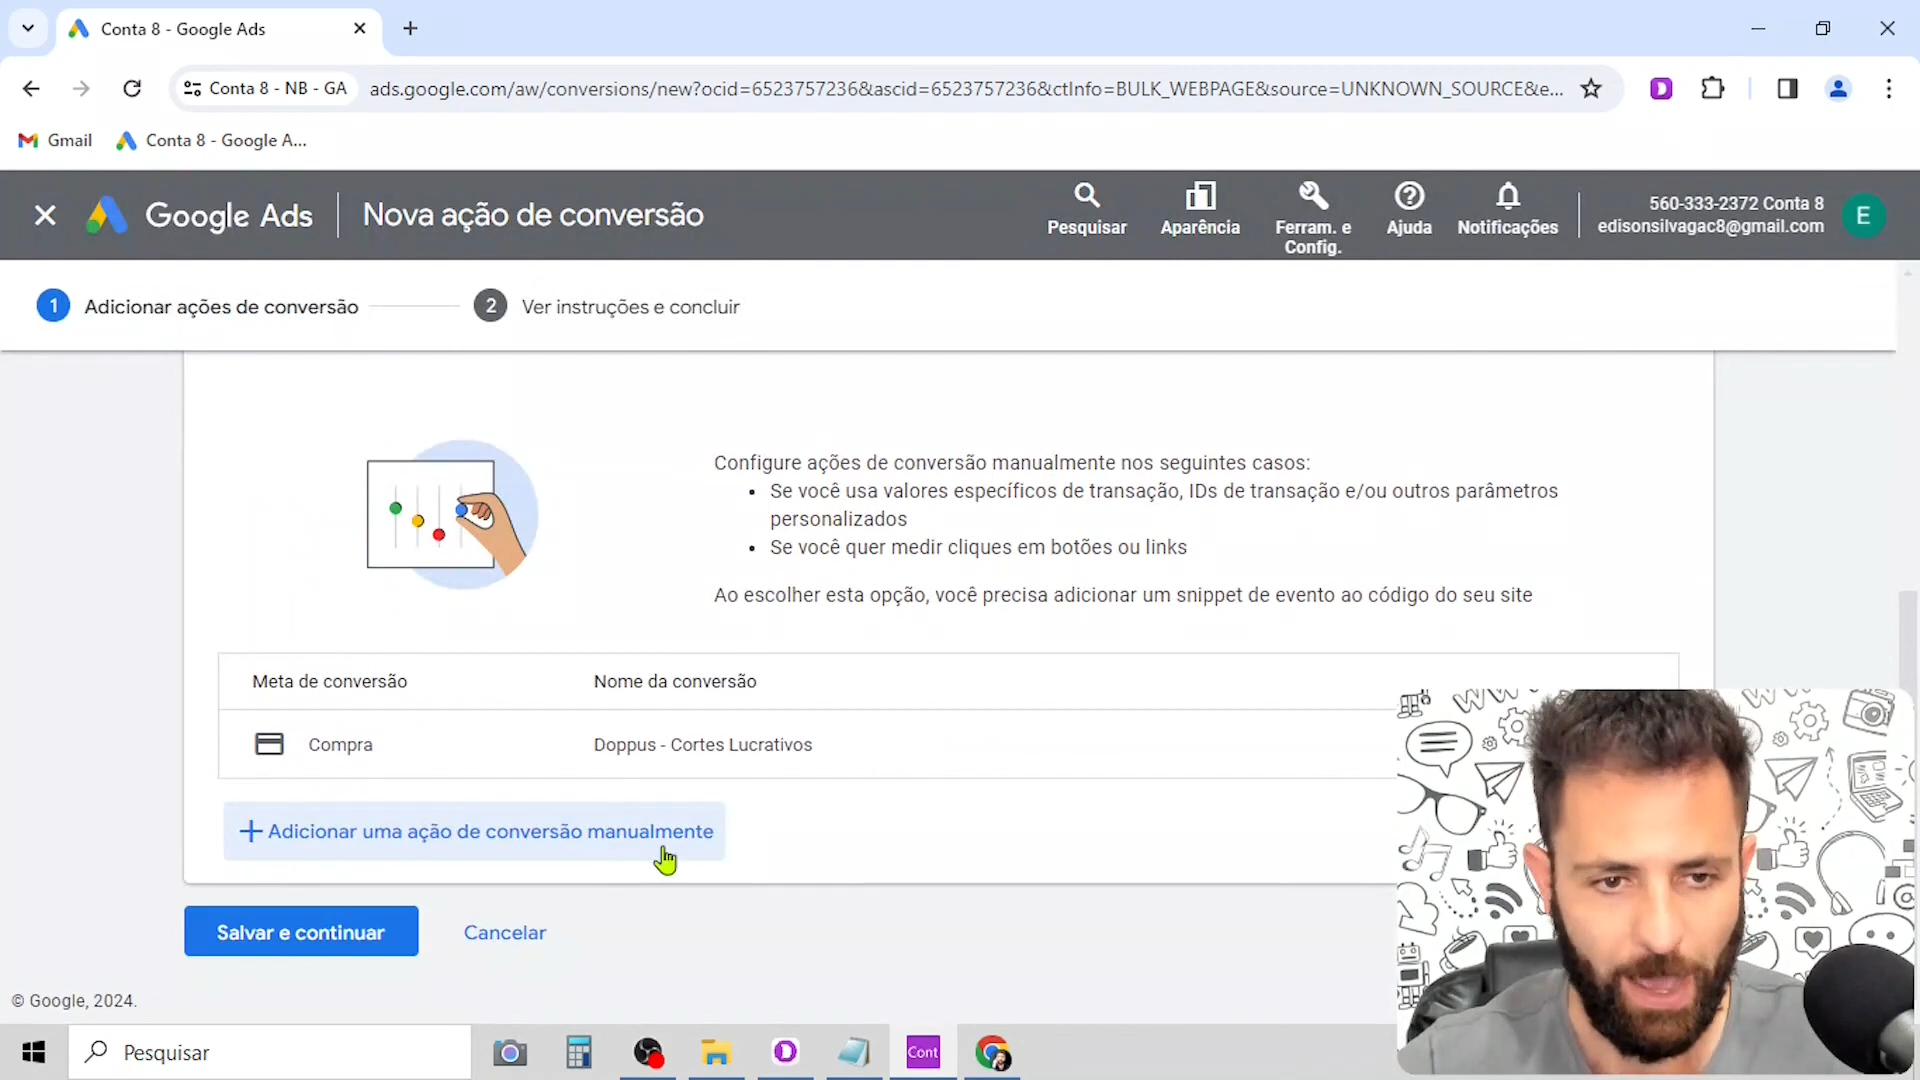 Conta 8 - Google Ads
Conta 8 - NB - GA
ads.google.com/aw/conversions/new?ocid=6523757236&ascid=6523757236&ctInfo=BULK_WEBPAGE&source=UNKNOWN_SOURCE&e...
Gmail
Conta 8 - Google A...
Google Ads
Nova ação de conversão
Pesquisar
Aparência
Ferram. e
Config.
Ajuda
Notificações
560-333-2372 Conta 8
edisonsilvagac8@gmail.com
E
1 Adicionar ações de conversão
2 Ver instruções e concluir
Configure ações de conversão manualmente nos seguintes casos:
• Se você usa valores específicos de transação, IDs de transação e/ou outros parâmetros
personalizados
• Se você quer medir cliques em botões ou links
Ao escolher esta opção, você precisa adicionar um snippet de evento ao código do seu site
Meta de conversão
Nome da conversão
Compra
Doppus - Cortes Lucrativos
+ Adicionar uma ação de conversão manualmente
Salvar e continuar
Cancelar
© Google, 2024.
Pesquisar
Cont